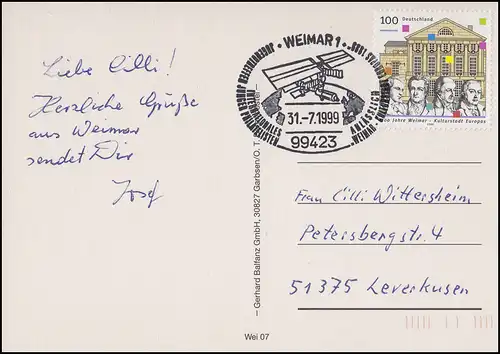 Liebe Cilli!
Herzliche Grüße
aus Weimar
sendet Dir
Josef
WEIMAR 1
31.-7.1999
99423
100 Deutschland
Jahre Weimar – Kulturstadt Europas
– Gerhard Balfanz GmbH, 30827 Garbsen/O. T.
Frau Cilli Wittersheim
Petersbergstr. 4
51375 Leverkusen
Wei 07